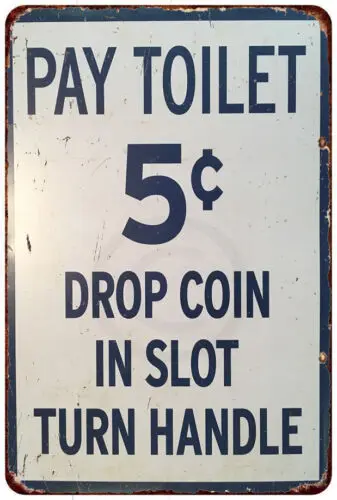 PAY TOILET
5¢
DROP COIN
IN SLOT
TURN HANDLE